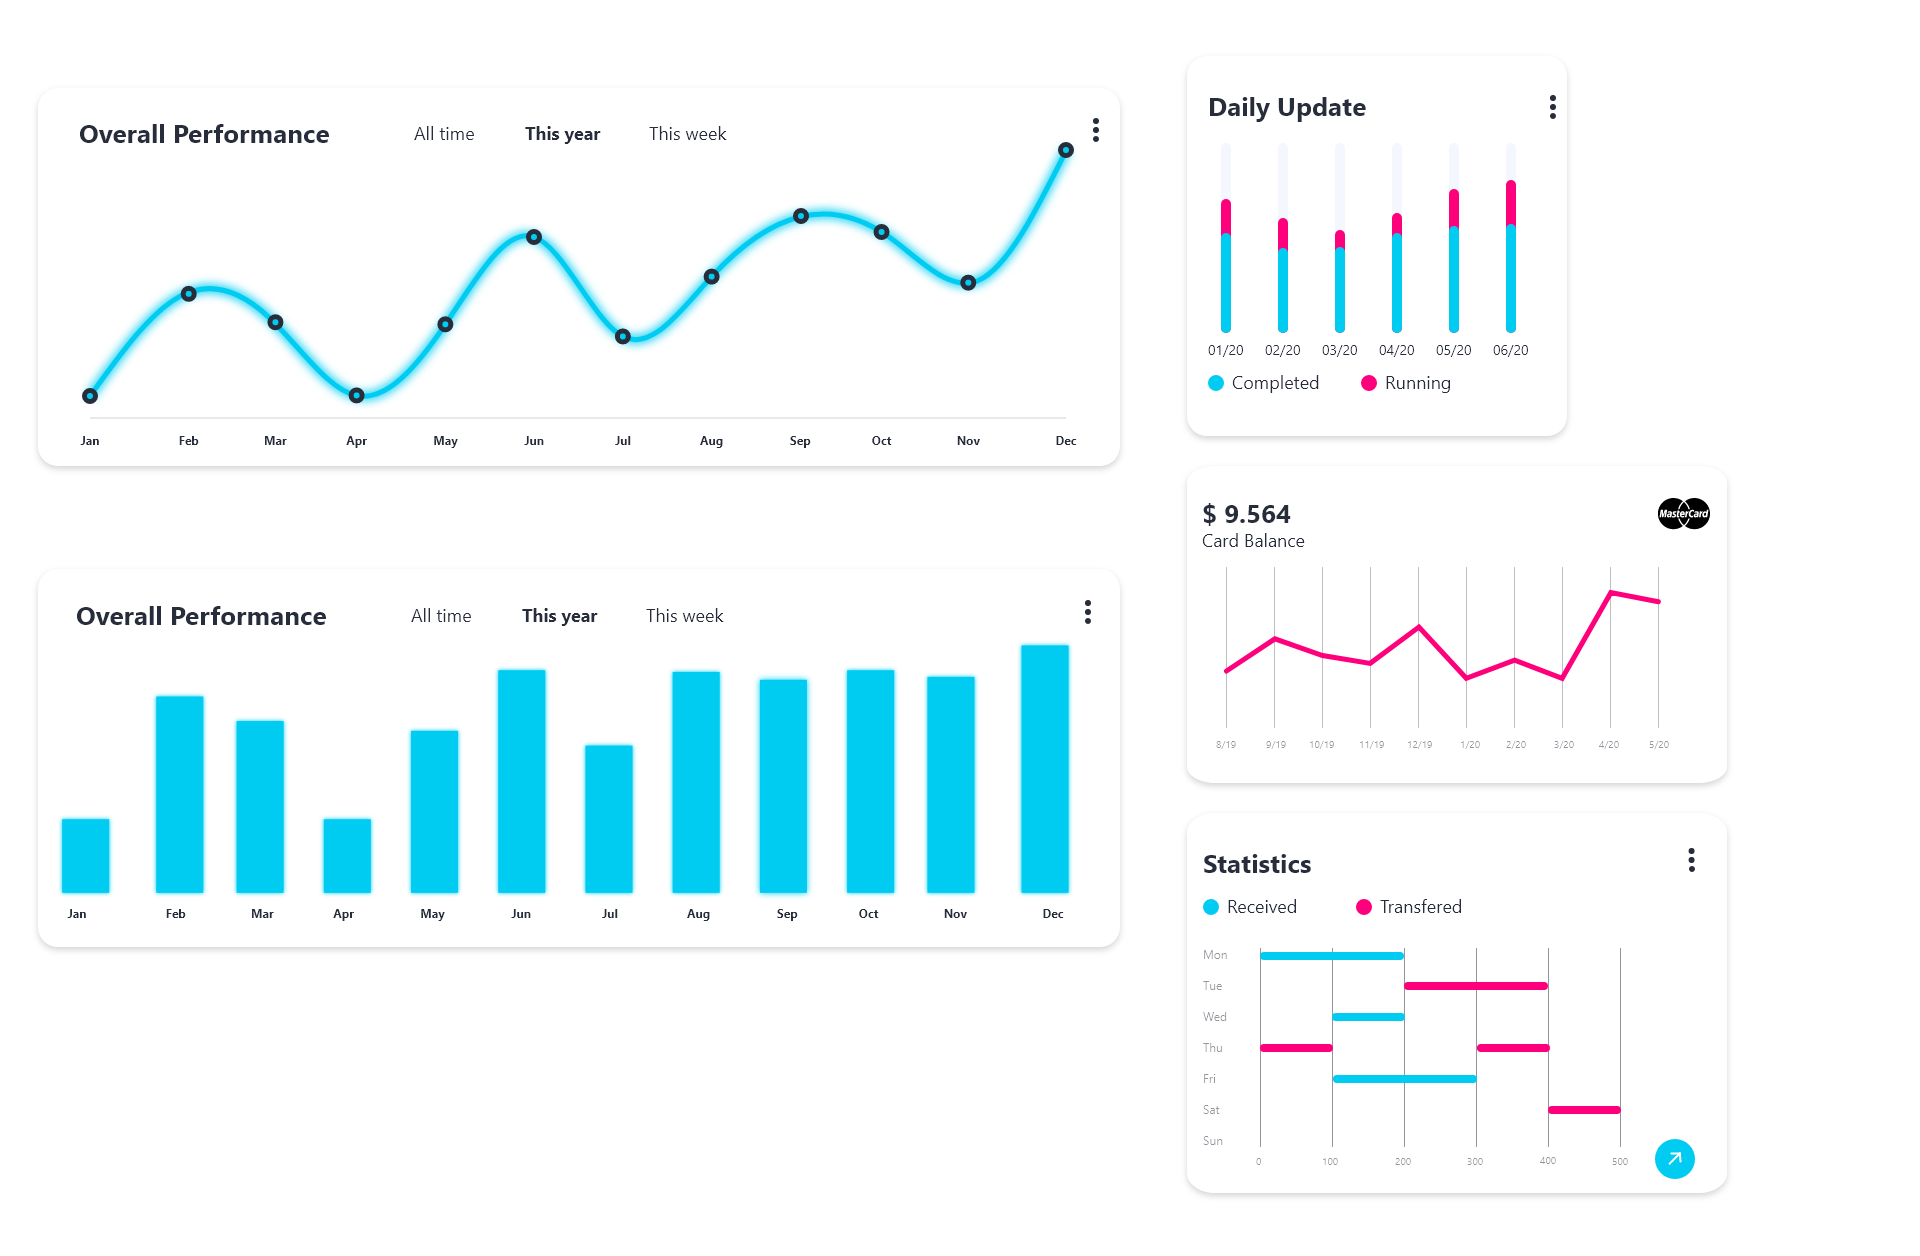 Overall Performance All time This year This week
Jan Feb Mar Apr May Jun Jul Aug Sep Oct Nov Dec
Overall Performance All time This year This week
Jan Feb Mar Apr May Jun Jul Aug Sep Oct Nov Dec
Daily Update
01/20 02/20 03/20 04/20 05/20 06/20
Completed Running
$ 9.564
MasterCard
Card Balance
8/19 9/19 10/19 11/19 12/19 1/20 2/20 3/20 4/20 5/20
Statistics
Received Transfered
Mon
Tue
Wed
Thu
Fri
Sat
Sun
0 100 200 300 400 500